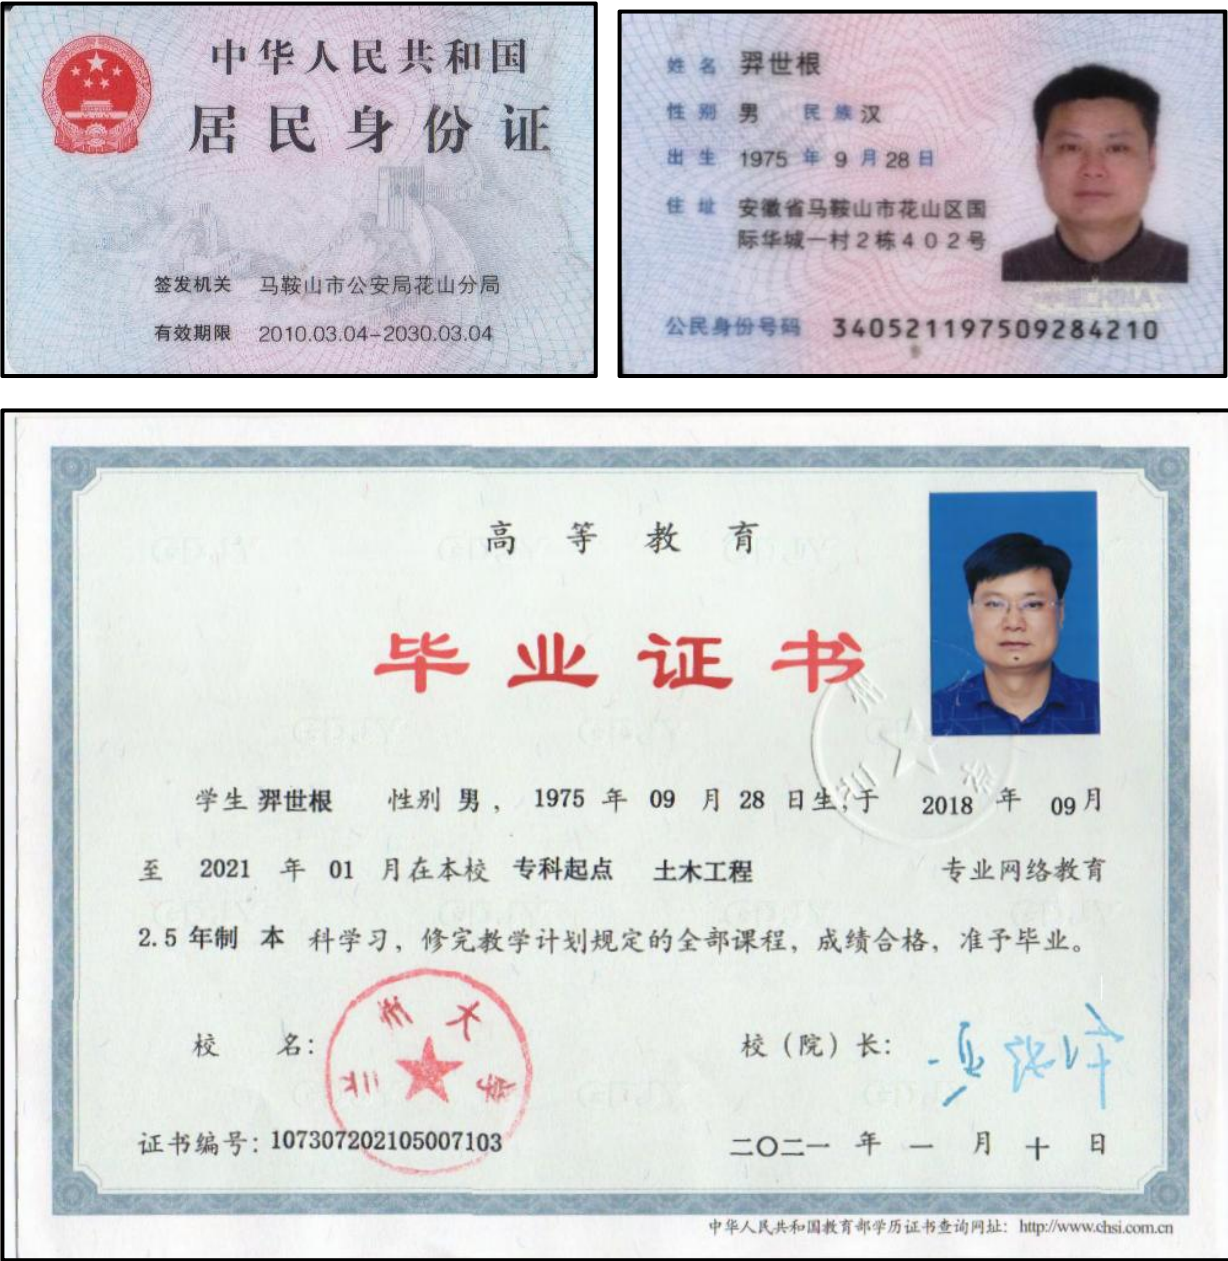 中华人民共和国
居民身份证
签发机关 马鞍山市公安局花山分局
有效期限 2010.03.04-2030.03.04
姓名 羿世根
性别 男 民族 汉
出生 1975 年 9 月 28 日
住址 安徽省马鞍山市花山区国
际华城一村2栋402号
公民身份号码 340521197509284210
高等教育
毕业证书
学生 羿世根 性别 男，1975 年 09 月 28 日生，于 2018 年 09月
至 2021 年 01 月在本校 专科起点 土木工程 专业网络教育
2.5 年制 本 科学习，修完教学计划规定的全部课程，成绩合格，准予毕业。
校 名： 校（院）长：
兰州大学
证书编号：107307202105007103 二〇二一 年 一 月 十 日
中华人民共和国教育部学历证书查询网址：http://www.chsi.com.cn